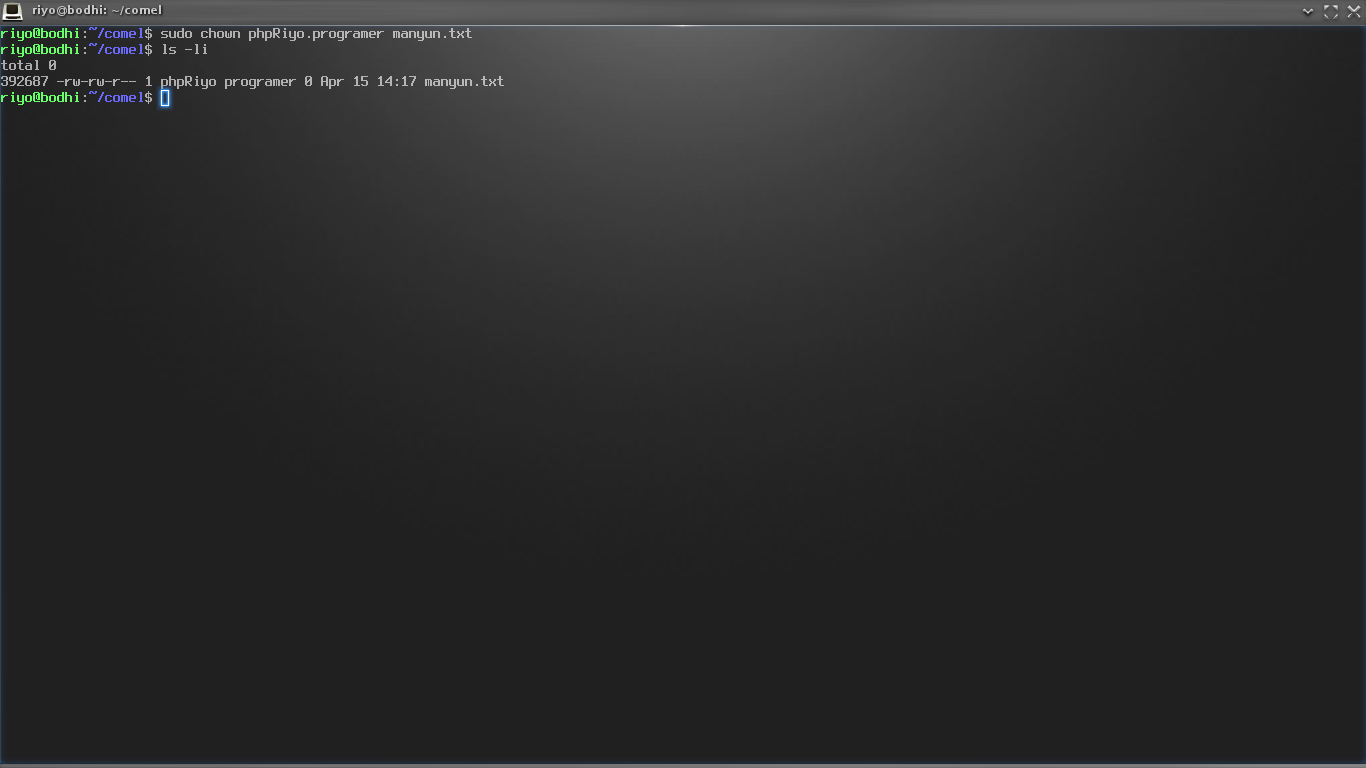 riyo@bodhi: ~/comel
riyo@bodhi:~/comel$ sudo chown phpRiyo.programer manyun.txt
riyo@bodhi:~/comel$ ls -li
total 0
392687 -rw-rw-r-- 1 phpRiyo programer 0 Apr 15 14:17 manyun.txt
riyo@bodhi:~/comel$